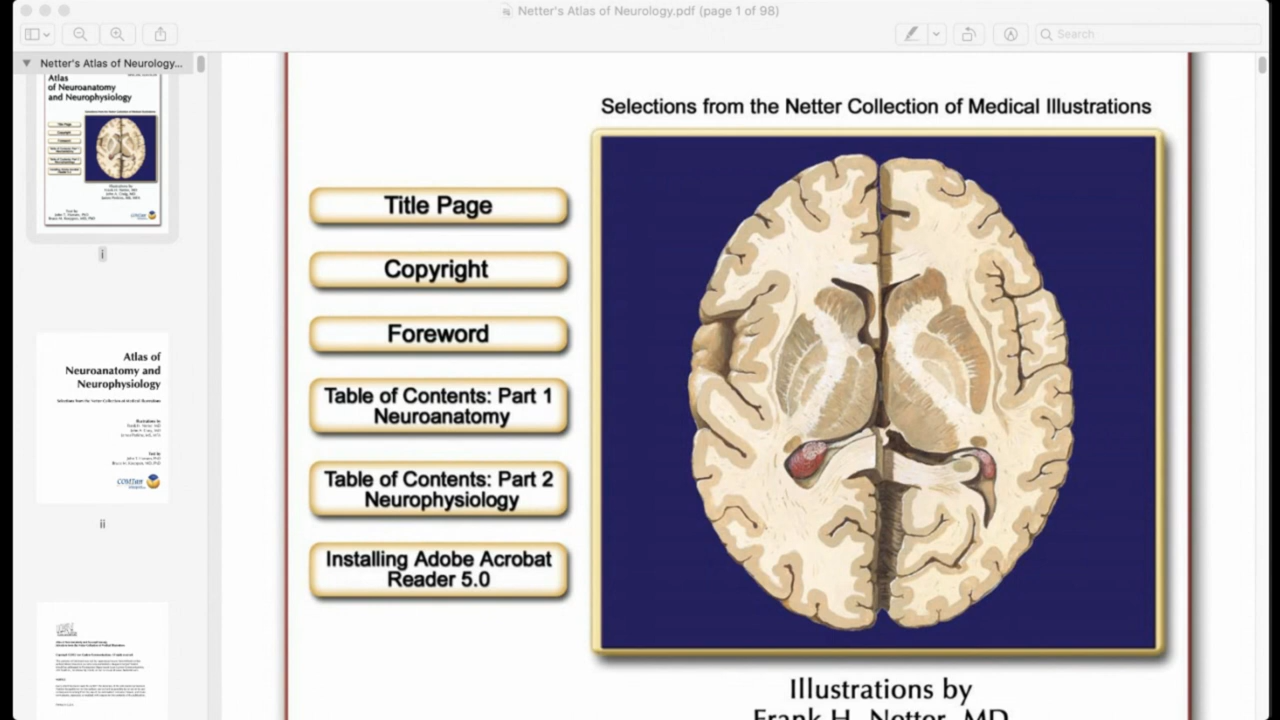 Netter's Atlas of Neurology.pdf (page 1 of 98)
Search
Netter's Atlas of Neurology...
Atlas
of Neuroanatomy
and Neurophysiology
i
Atlas of
Neuroanatomy and
Neurophysiology
ii
Selections from the Netter Collection of Medical Illustrations
Title Page
Copyright
Foreword
Table of Contents: Part 1
Neuroanatomy
Table of Contents: Part 2
Neurophysiology
Installing Adobe Acrobat
Reader 5.0
Illustrations by
Frank H. Netter, MD